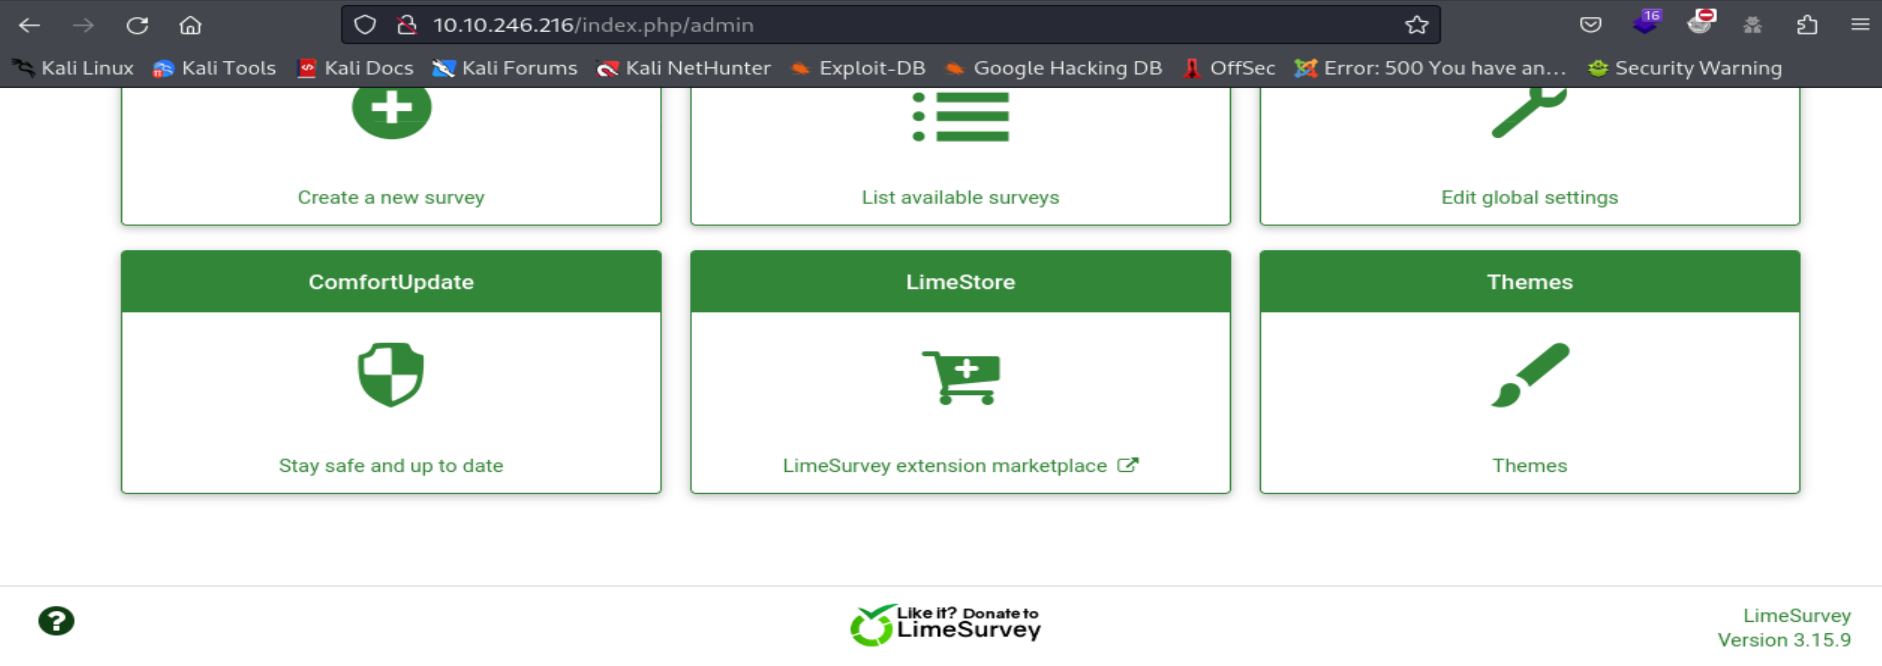 10.10.246.216/index.php/admin
16
Kali Linux Kali Tools Kali Docs Kali Forums Kali NetHunter Exploit-DB Google Hacking DB OffSec Error: 500 You have an... Security Warning
Create a new survey List available surveys Edit global settings
ComfortUpdate LimeStore Themes
Stay safe and up to date LimeSurvey extension marketplace Themes
?
Like it? Donate to
LimeSurvey
LimeSurvey
Version 3.15.9